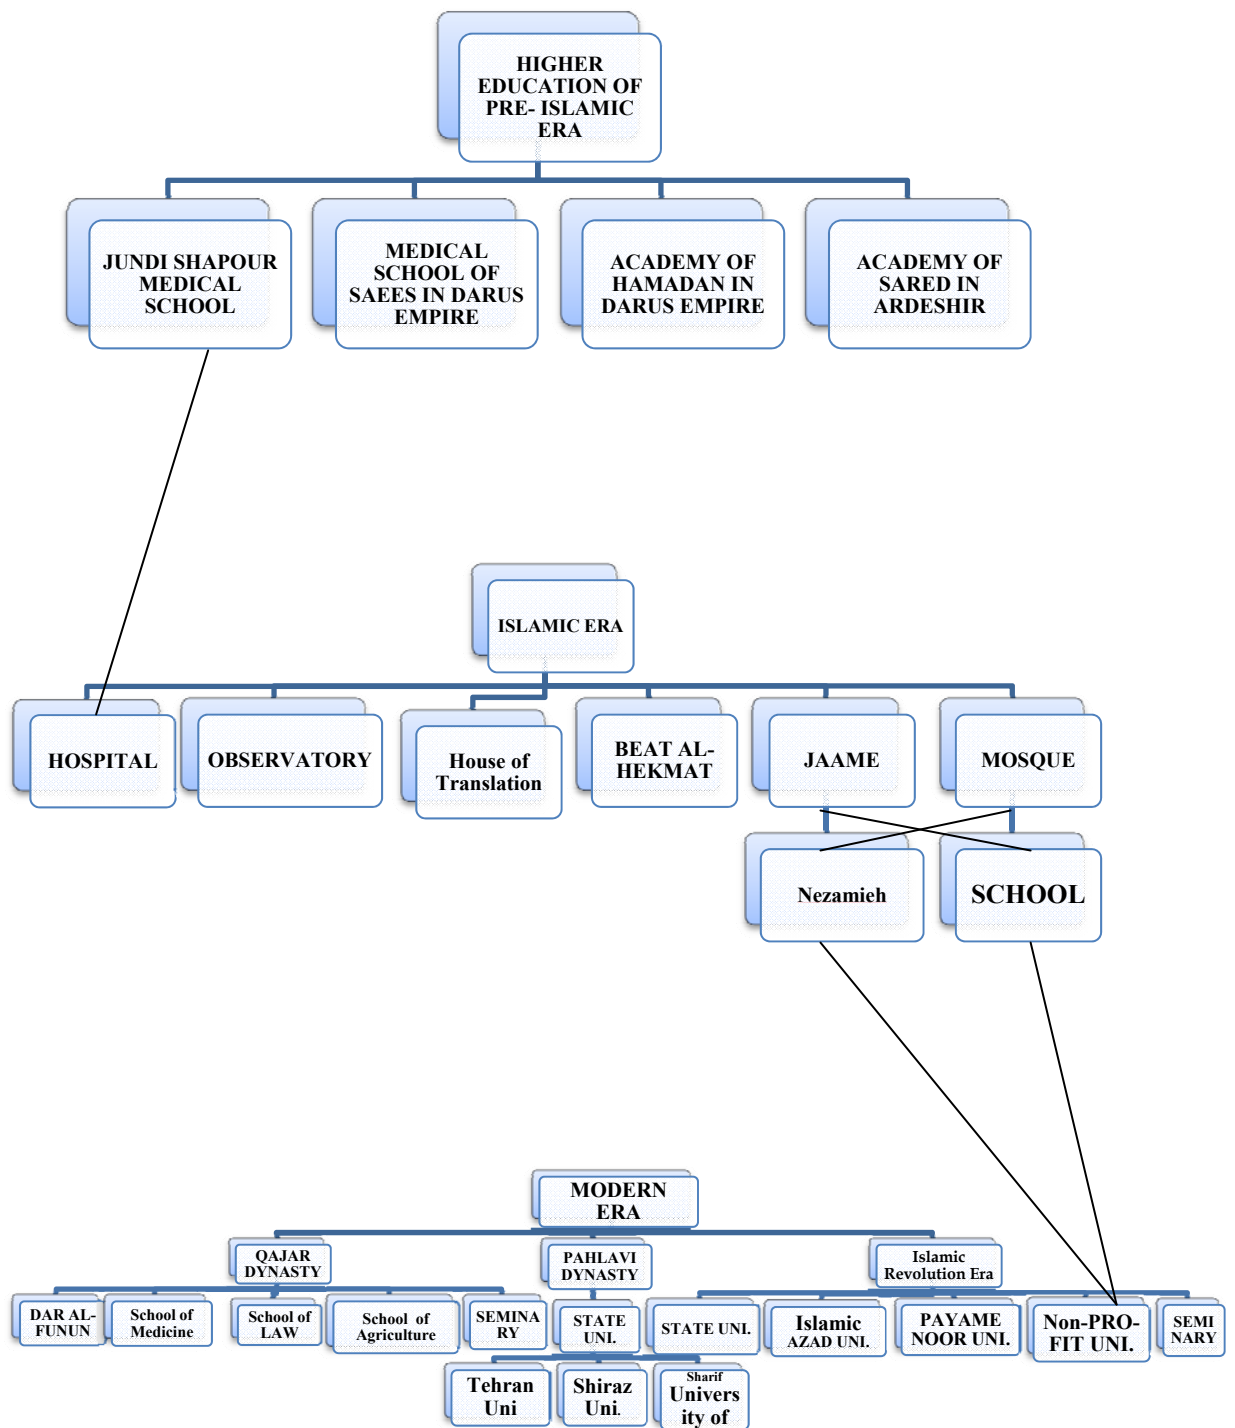 HIGHER
EDUCATION OF
PRE- ISLAMIC
ERA
JUNDI SHAPOUR
MEDICAL
SCHOOL
MEDICAL
SCHOOL OF
SAEES IN DARUS
EMPIRE
ACADEMY OF
HAMADAN IN
DARUS EMPIRE
ACADEMY OF
SARED IN
ARDESHIR
ISLAMIC ERA
HOSPITAL
OBSERVATORY
House of
Translation
BEAT AL-
HEKMAT
JAAME
MOSQUE
Nezamieh
SCHOOL
MODERN
ERA
QAJAR
DYNASTY
PAHLAVI
DYNASTY
Islamic
Revolution Era
DAR AL-
FUNUN
School of
Medicine
School of
LAW
School of
Agriculture
SEMINA
RY
STATE
UNI.
STATE UNI.
Islamic
AZAD UNI.
PAYAME
NOOR UNI.
Non-PRO-
FIT UNI.
SEMI
NARY
Tehran
Uni
Shiraz
Uni.
Sharif
Univers
ity of